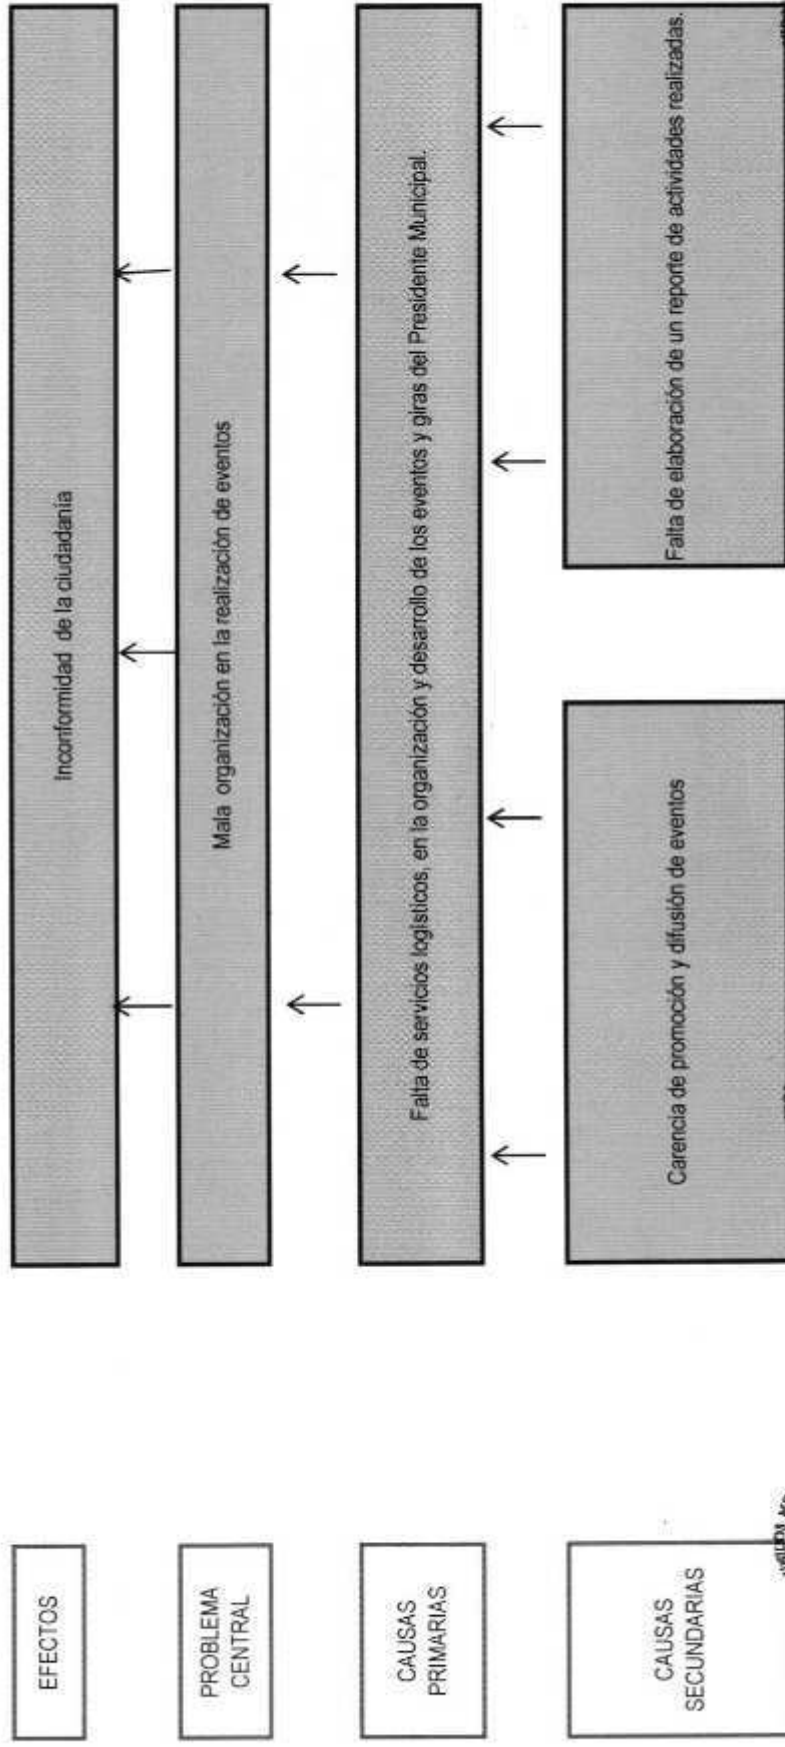 EFECTOS
Inconformidad de la ciudadanía
PROBLEMA
CENTRAL
Mala organización en la realización de eventos
CAUSAS
PRIMARIAS
Falta de servicios logísticos, en la organización y desarrollo de los eventos y giras del Presidente Municipal.
CAUSAS
SECUNDARIAS
Carencia de promoción y difusión de eventos
Falta de elaboración de un reporte de actividades realizadas.